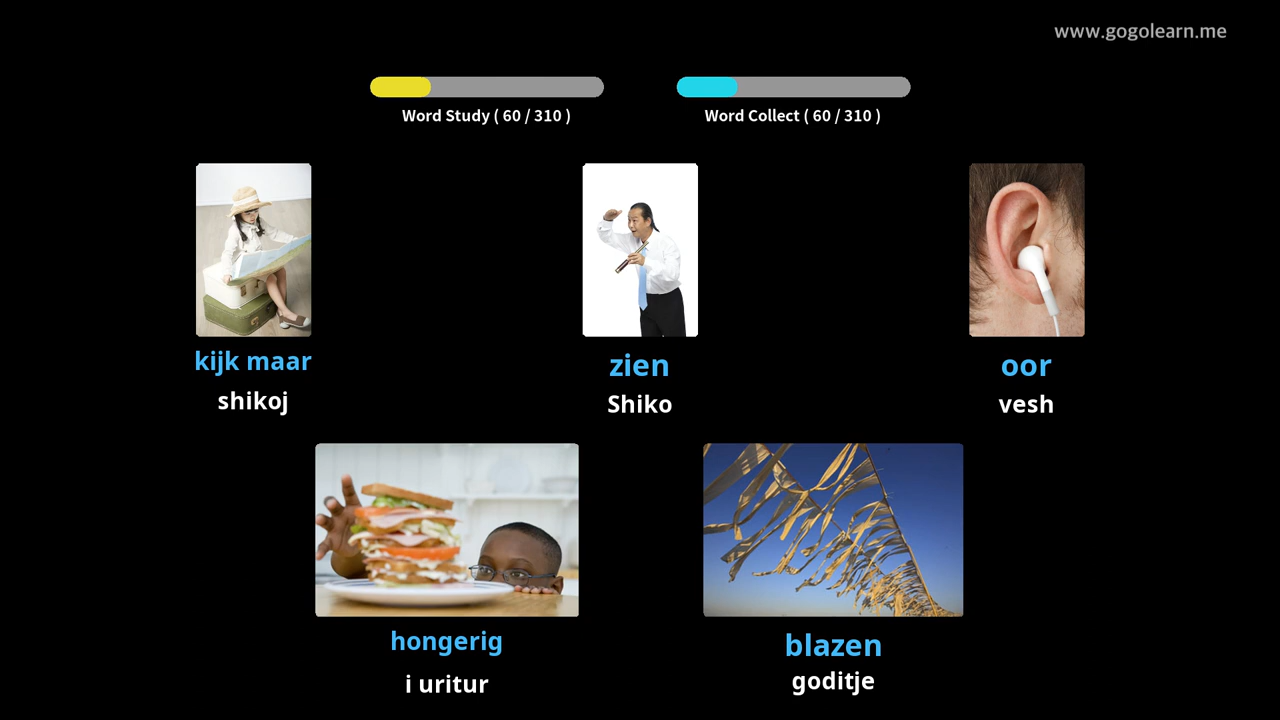 www.gogolearn.me
Word Study ( 60 / 310 )
Word Collect ( 60 / 310 )
kijk maar
shikoj
zien
Shiko
oor
vesh
hongerig
i uritur
blazen
goditje